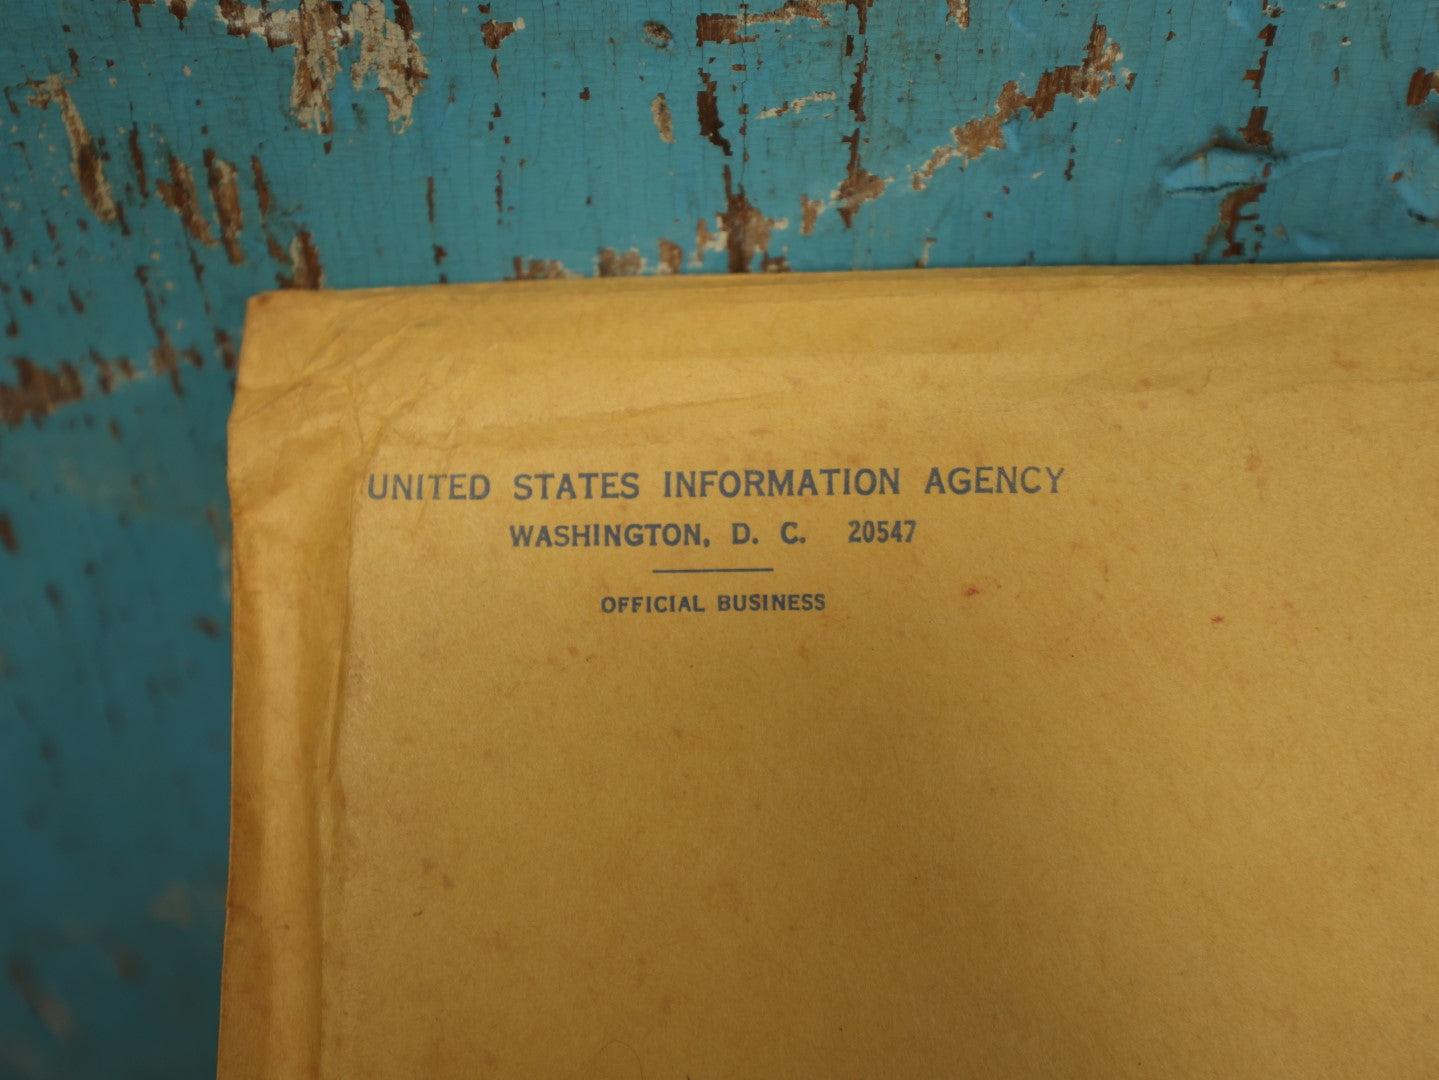 UNITED STATES INFORMATION AGENCY
WASHINGTON, D. C. 20547
OFFICIAL BUSINESS